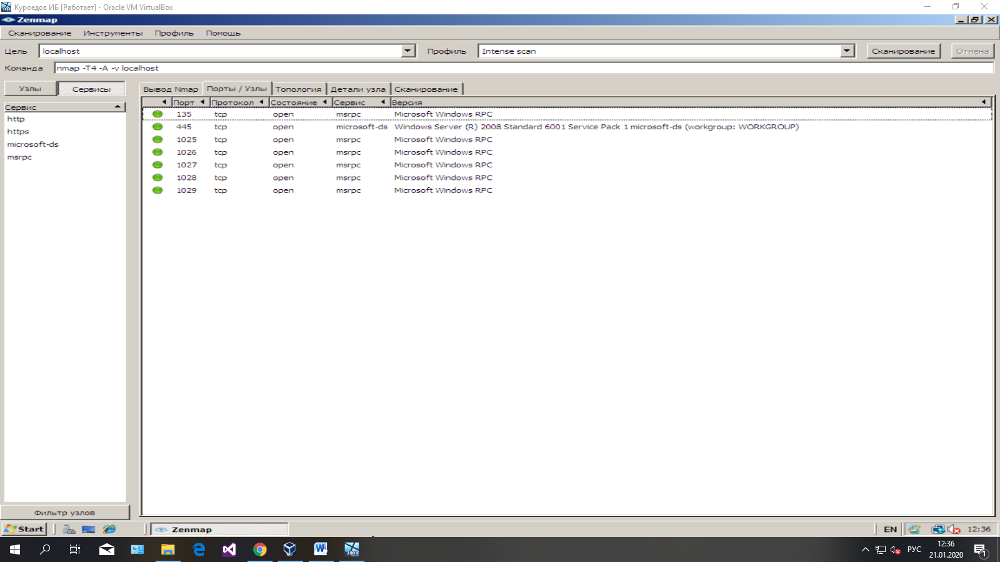 Куроедов ИБ [Работает] - Oracle VM VirtualBox
Zenmap
Сканирование Инструменты Профиль Помощь
Цель localhost Профиль Intense scan Сканирование Отмена
Команда nmap -T4 -A -v localhost
Узлы Сервисы Вывод Nmap Порты / Узлы Топология Детали узла Сканирование
Сервис Порт Протокол Состояние Сервис Версия
http
https
microsoft-ds
msrpc
135 tcp open msrpc Microsoft Windows RPC
445 tcp open microsoft-ds Windows Server (R) 2008 Standard 6001 Service Pack 1 microsoft-ds (workgroup: WORKGROUP)
1025 tcp open msrpc Microsoft Windows RPC
1026 tcp open msrpc Microsoft Windows RPC
1027 tcp open msrpc Microsoft Windows RPC
1028 tcp open msrpc Microsoft Windows RPC
1029 tcp open msrpc Microsoft Windows RPC
Фильтр узлов
Start Zenmap EN 12:36
2008 РУС 12:36
21.01.2020
1